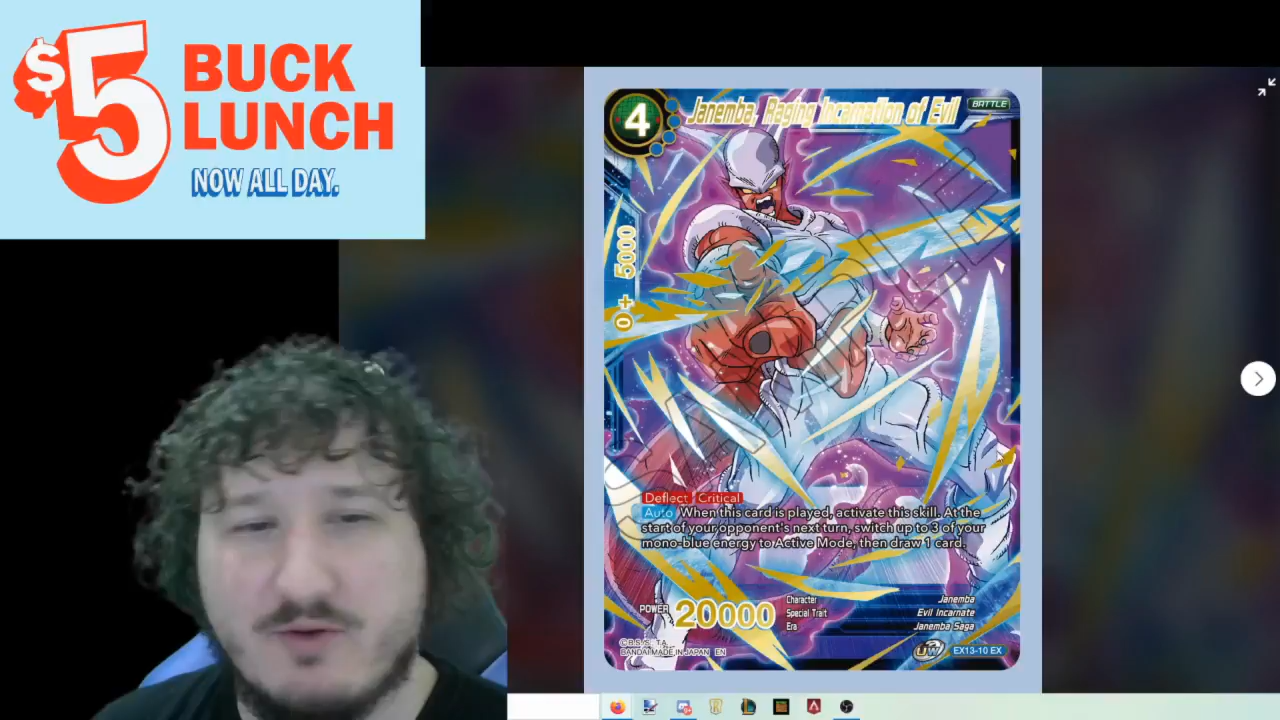 $5
BUCK
LUNCH
NOW ALL DAY.
4
Janemba, Raging Incarnation of Evil
BATTLE
0+ 5000
SAMPLE
Deflect Critical
Auto When this card is played, activate this skill. At the
start of your opponent's next turn, switch up to 3 of your
mono-blue energy to Active Mode, then draw 1 card.
POWER 20000
Character Janemba
Special Trait Evil Incarnate
Era Janemba Saga
BANDAI MADE IN JAPAN EN
UW EX13-10 EX